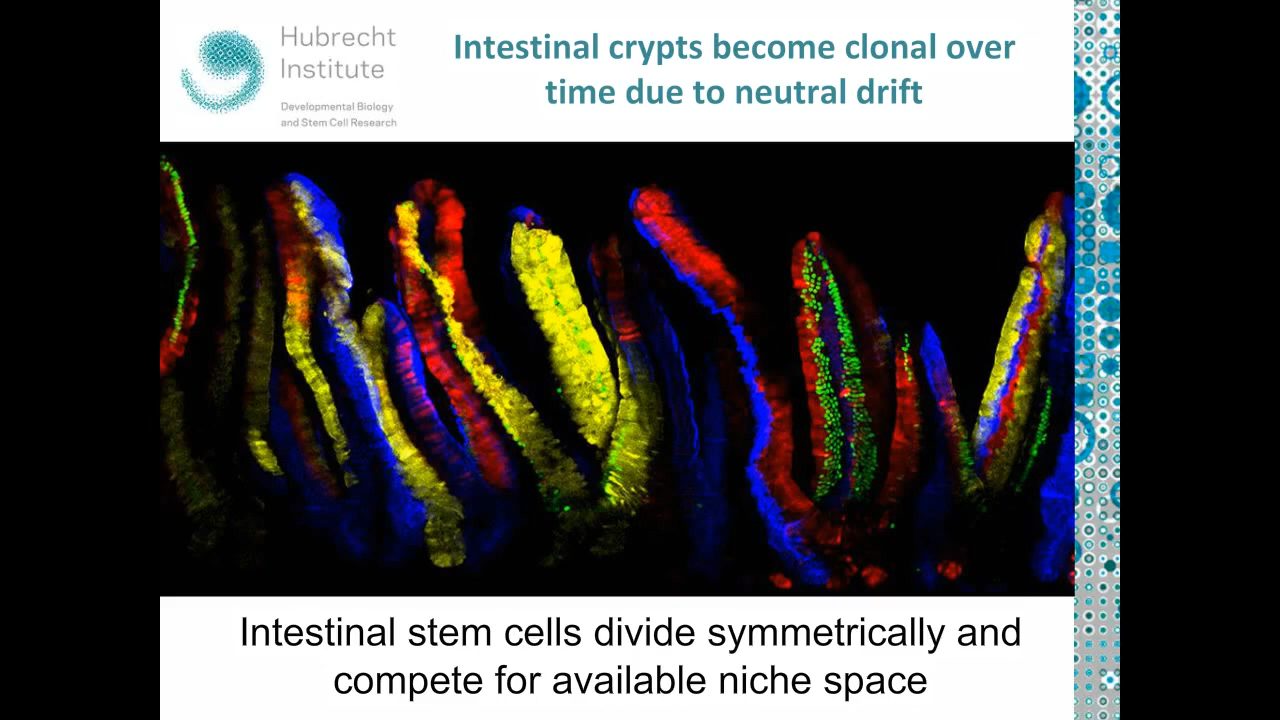 Hubrecht
Institute
Developmental Biology
and Stem Cell Research
Intestinal crypts become clonal over
time due to neutral drift
Intestinal stem cells divide symmetrically and
compete for available niche space